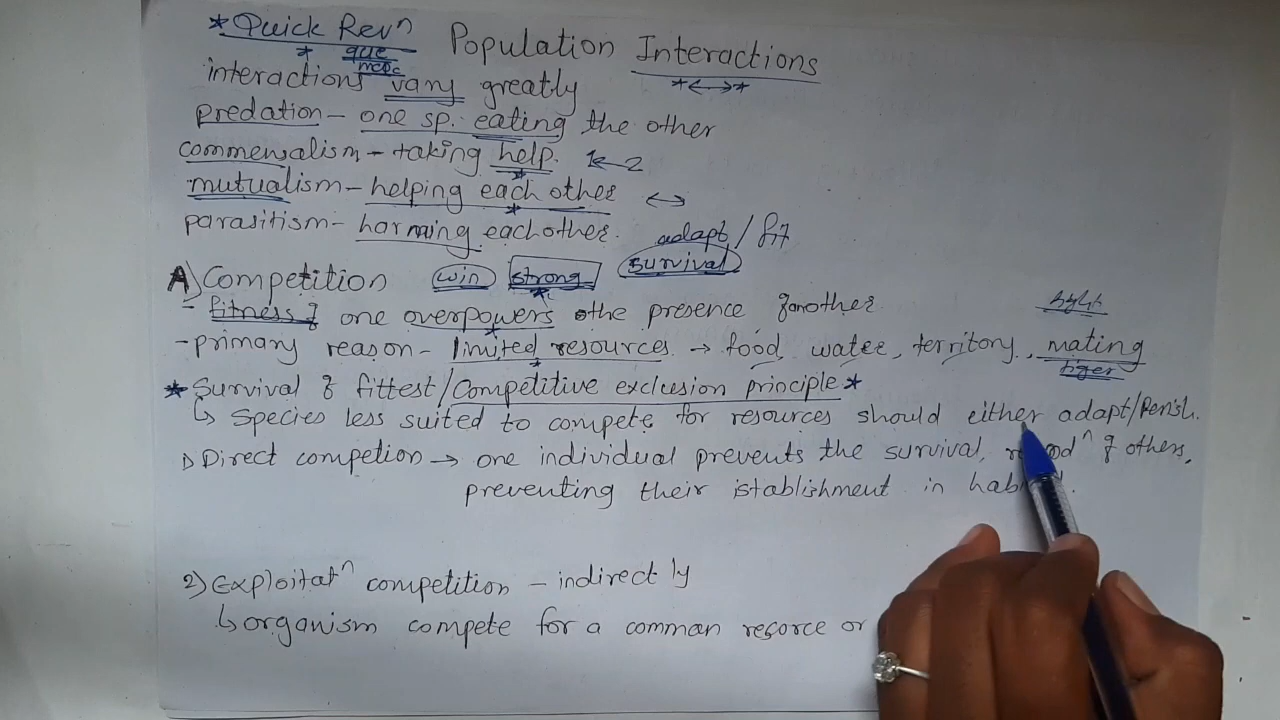 *Quick Revn Population Interactions
* que mcqs *<->*
interactions vary greatly
predation - one sp. eating the other
commensalism - taking help. 1<-2
mutualism - helping each other <->
parasitism - harming eachother. adapt/fit
A) Competition win strong survival
- fitness of one overpowers the presence of another
-primary reason - limited resources → food, water, territory, mating
tiger
* Survival of fittest/Competitive exclusion principle *
↳ Species less suited to compete for resources should either adapt/Perish.
1) Direct competion → one individual prevents the survival, of others,
preventing their istablishment in
2) Exploitatn competition - indirectly
↳ organism compete for a comman resorce or